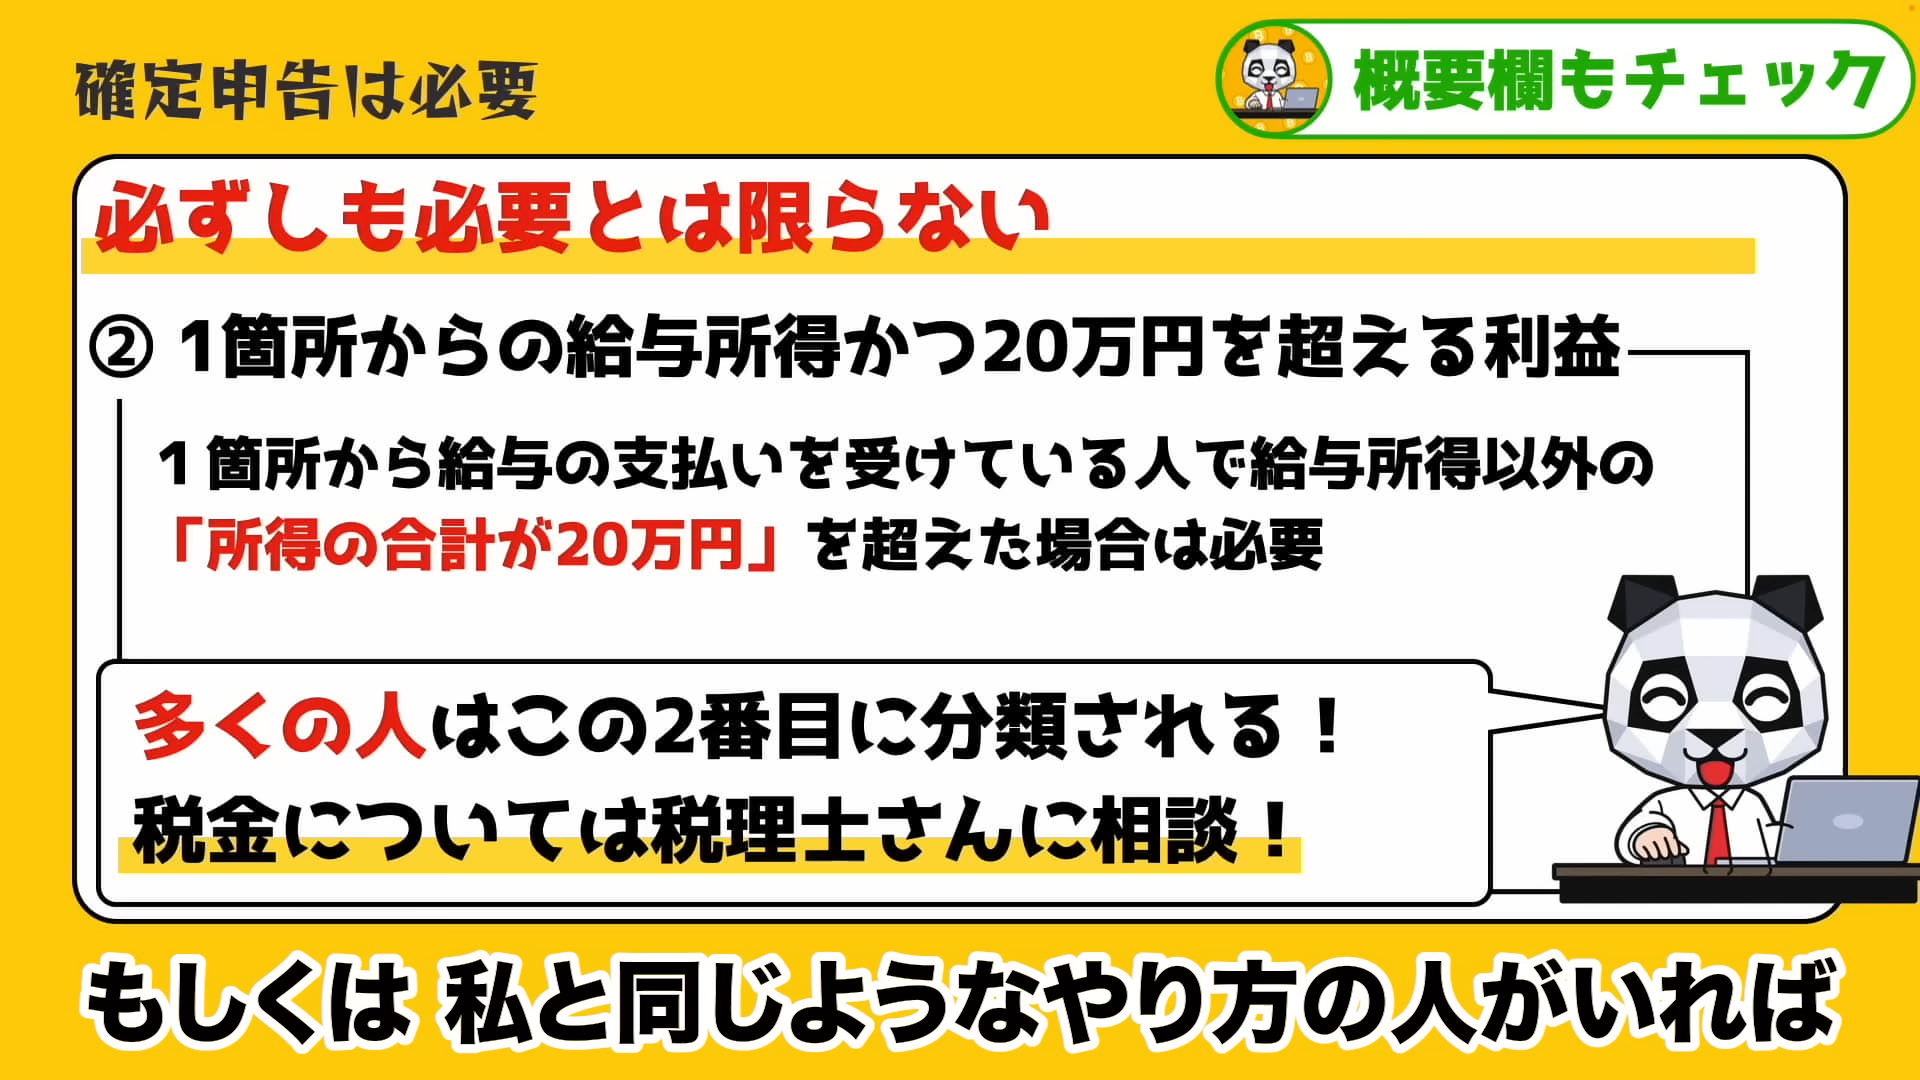 確定申告は必要
概要欄もチェック
必ずしも必要とは限らない
② 1箇所からの給与所得かつ20万円を超える利益
1箇所から給与の支払いを受けている人で給与所得以外の
「所得の合計が20万円」を超えた場合は必要
多くの人はこの2番目に分類される！
税金については税理士さんに相談！
もしくは 私と同じようなやり方の人がいれば